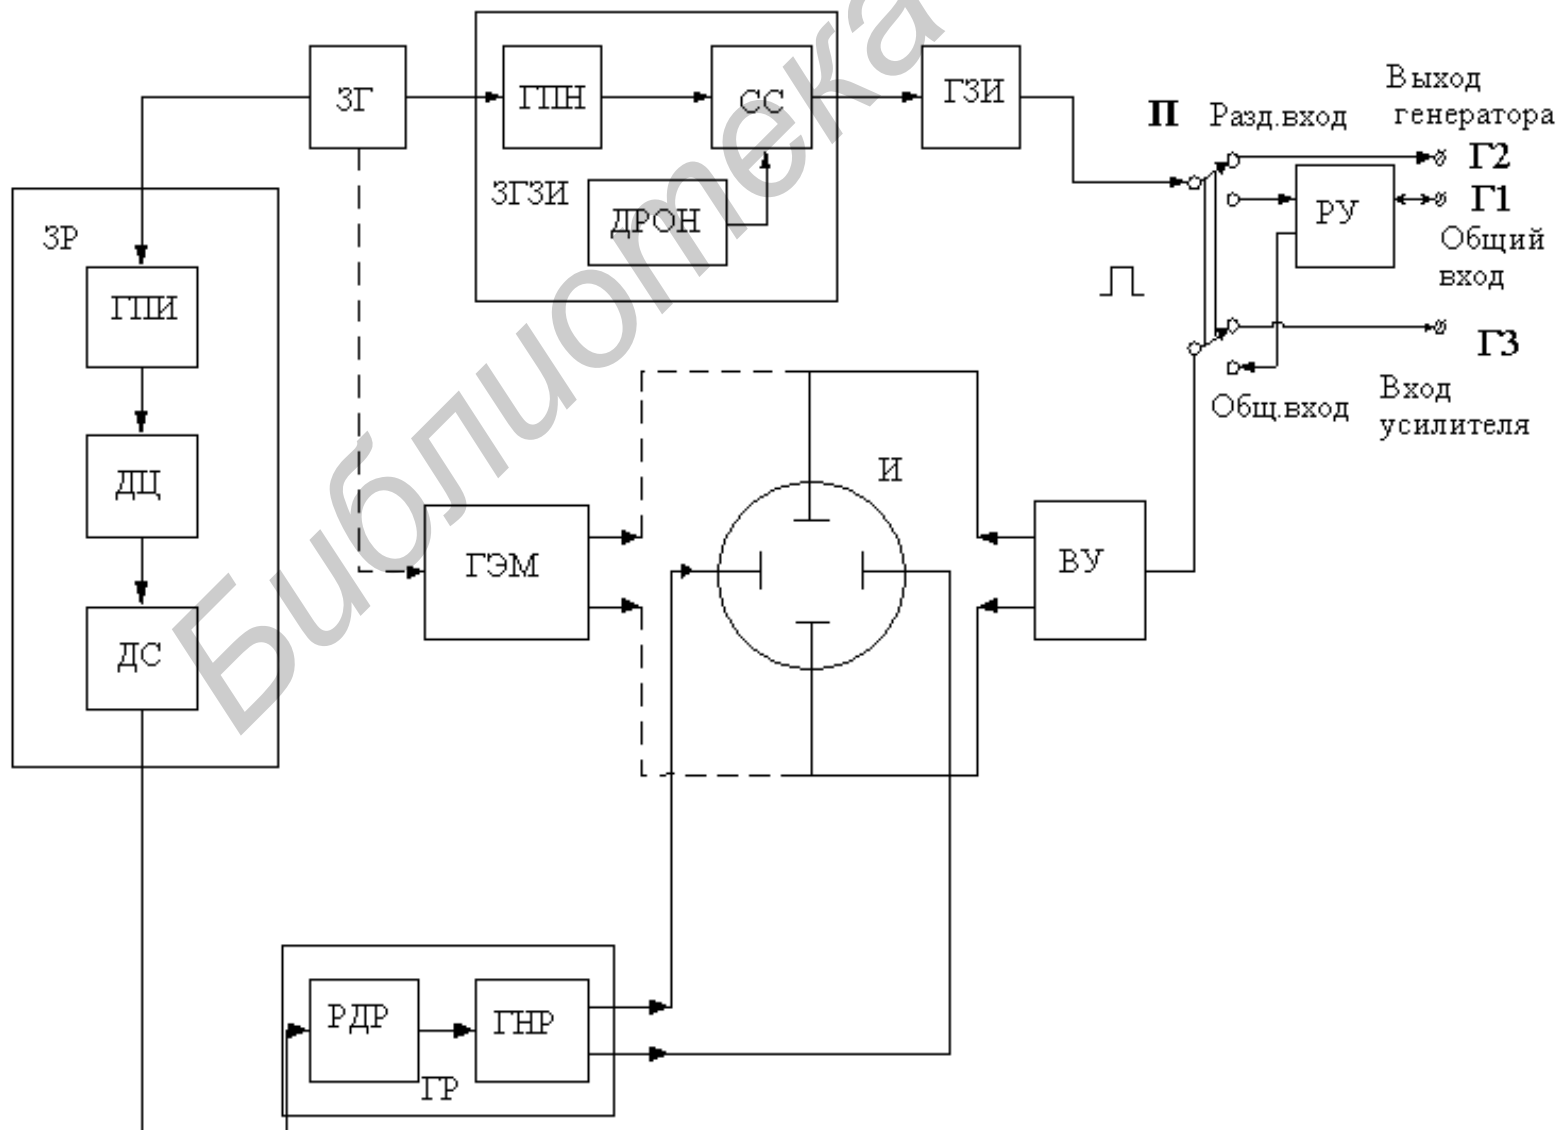 Библиотека
ЗГ
ГПН
СС
ГЗИ
ЗГЗИ
ДРОН
П
Разд.вход
Выход
генератора
Г2
РУ
Г1
Общий
вход
Г3
Общ.вход
Вход
усилителя
ЗР
ГПИ
ДЦ
ДС
ГЭМ
И
ВУ
РДР
ГНР
ГР